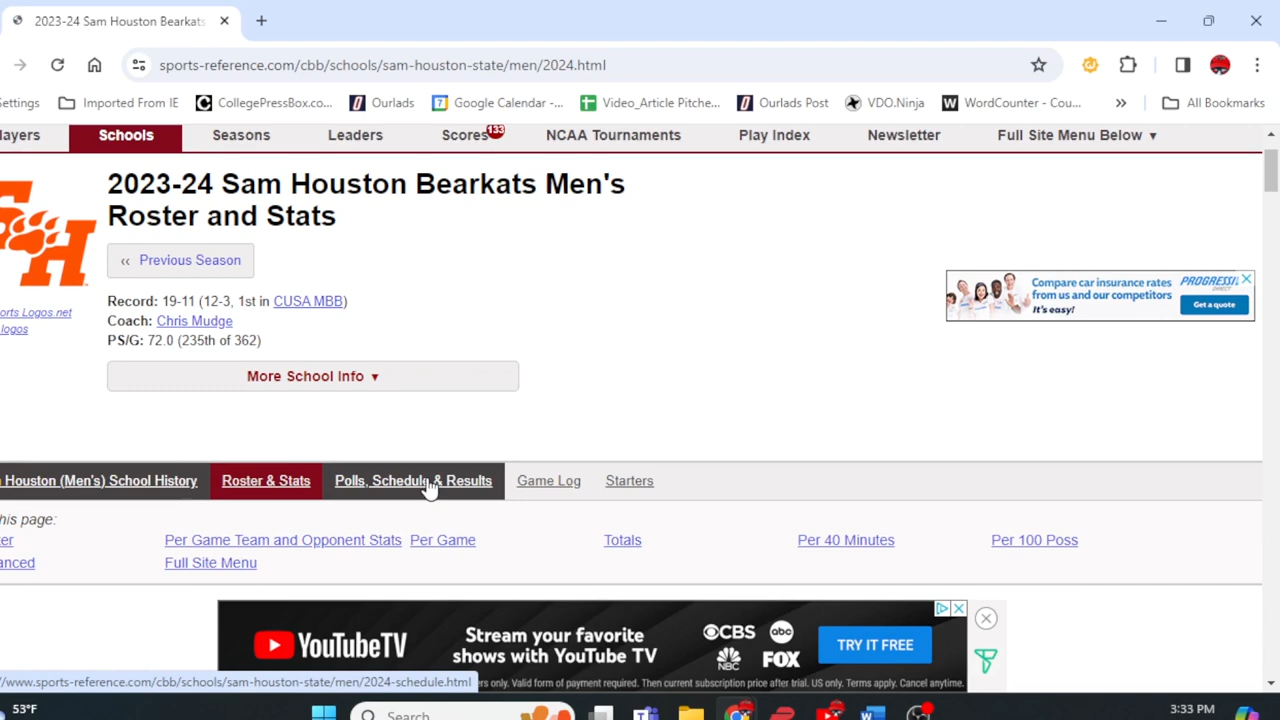 2023-24 Sam Houston Bearkats
sports-reference.com/cbb/schools/sam-houston-state/men/2024.html
ettings Imported From IE CollegePressBox.co... Ourlads Google Calendar -... Video_Article Pitche... Ourlads Post VDO.Ninja WordCounter - Cou... » All Bookmarks
ayers Schools Seasons Leaders Scores 133 NCAA Tournaments Play Index Newsletter Full Site Menu Below ▼
2023-24 Sam Houston Bearkats Men's
Roster and Stats
‹‹ Previous Season
Record: 19-11 (12-3, 1st in CUSA MBB)
Coach: Chris Mudge
PS/G: 72.0 (235th of 362)
More School Info ▼
orts Logos.net
logos
Compare car insurance rates
from us and our competitors
It's easy!
PROGRESSIVE
DIRECT
Get a quote
Houston (Men's) School History Roster & Stats Polls, Schedule & Results Game Log Starters
his page:
er Per Game Team and Opponent Stats Per Game Totals Per 40 Minutes Per 100 Poss
anced Full Site Menu
YouTubeTV
Stream your favorite
shows with YouTube TV
CBS abc
NBC FOX
TRY IT FREE
/www.sports-reference.com/cbb/schools/sam-houston-state/men/2024-schedule.html
ers only. Valid form of payment required. Then current subscription price after trial. US only. Terms apply. Cancel anytime.
53°F
Search
3:33 PM